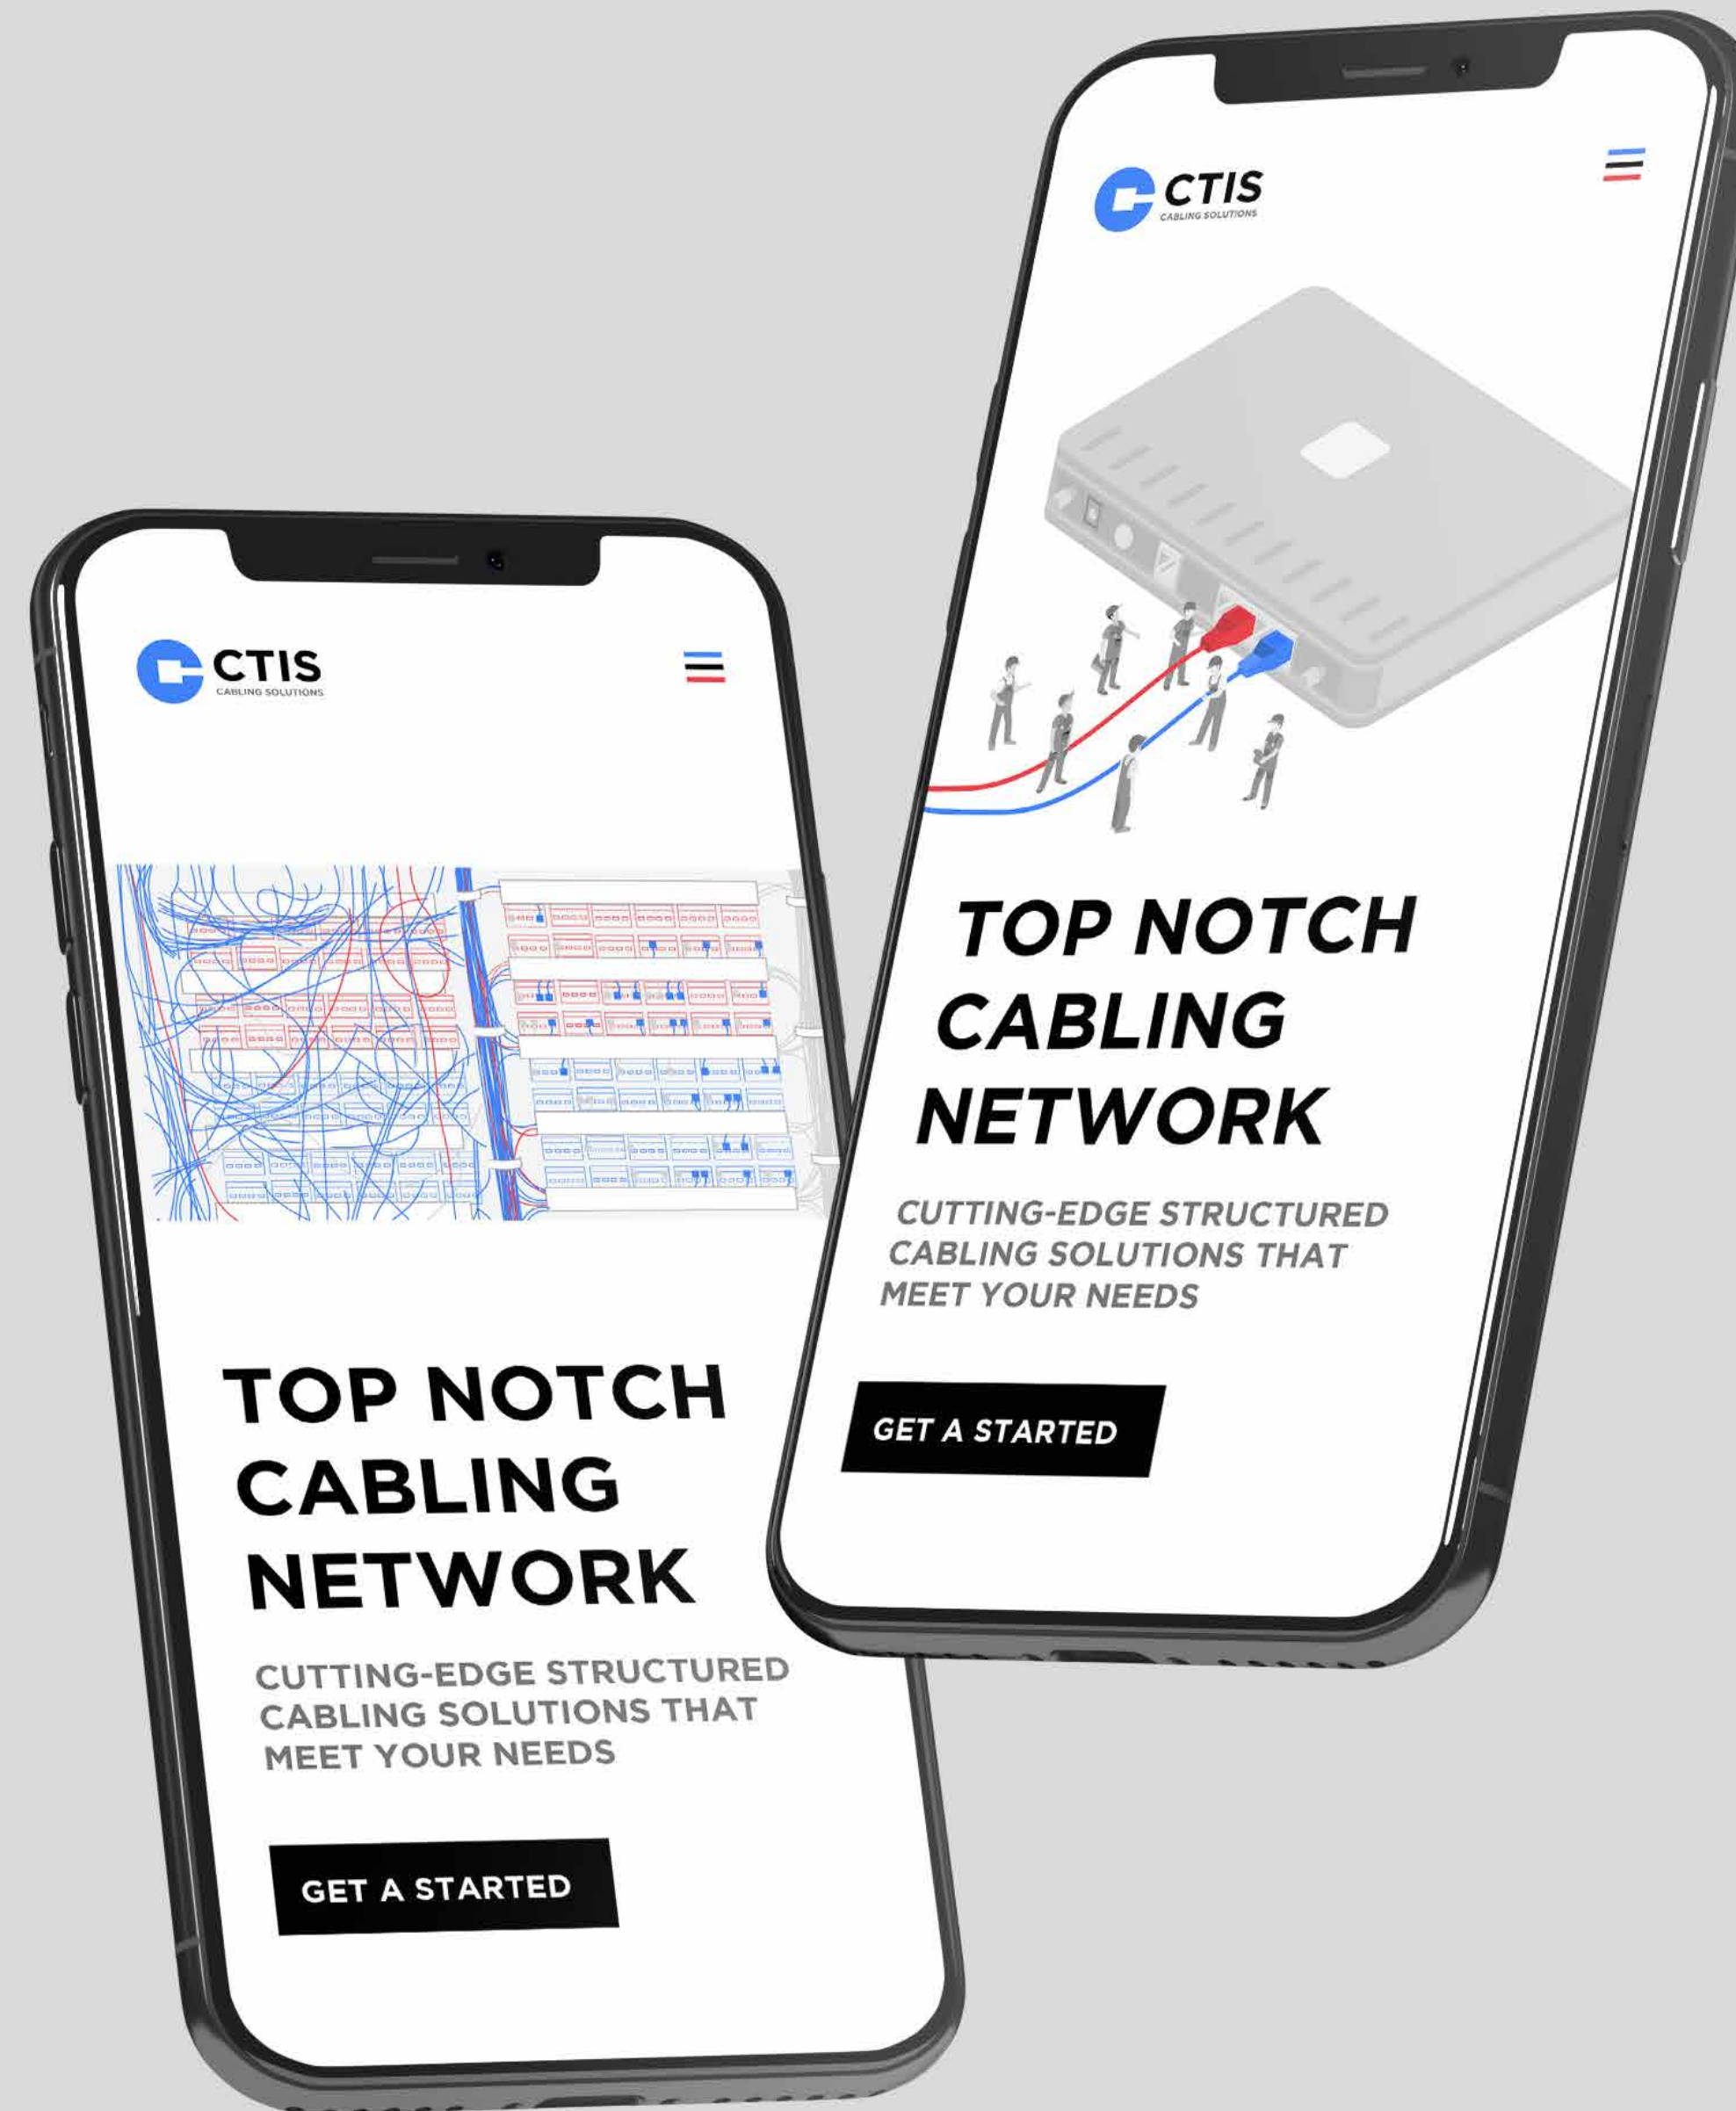 CTIS
CABLING SOLUTIONS
TOP NOTCH
CABLING
NETWORK
CUTTING-EDGE STRUCTURED
CABLING SOLUTIONS THAT
MEET YOUR NEEDS
GET A STARTED
CTIS
CABLING SOLUTIONS
TOP NOTCH
CABLING
NETWORK
CUTTING-EDGE STRUCTURED
CABLING SOLUTIONS THAT
MEET YOUR NEEDS
GET A STARTED